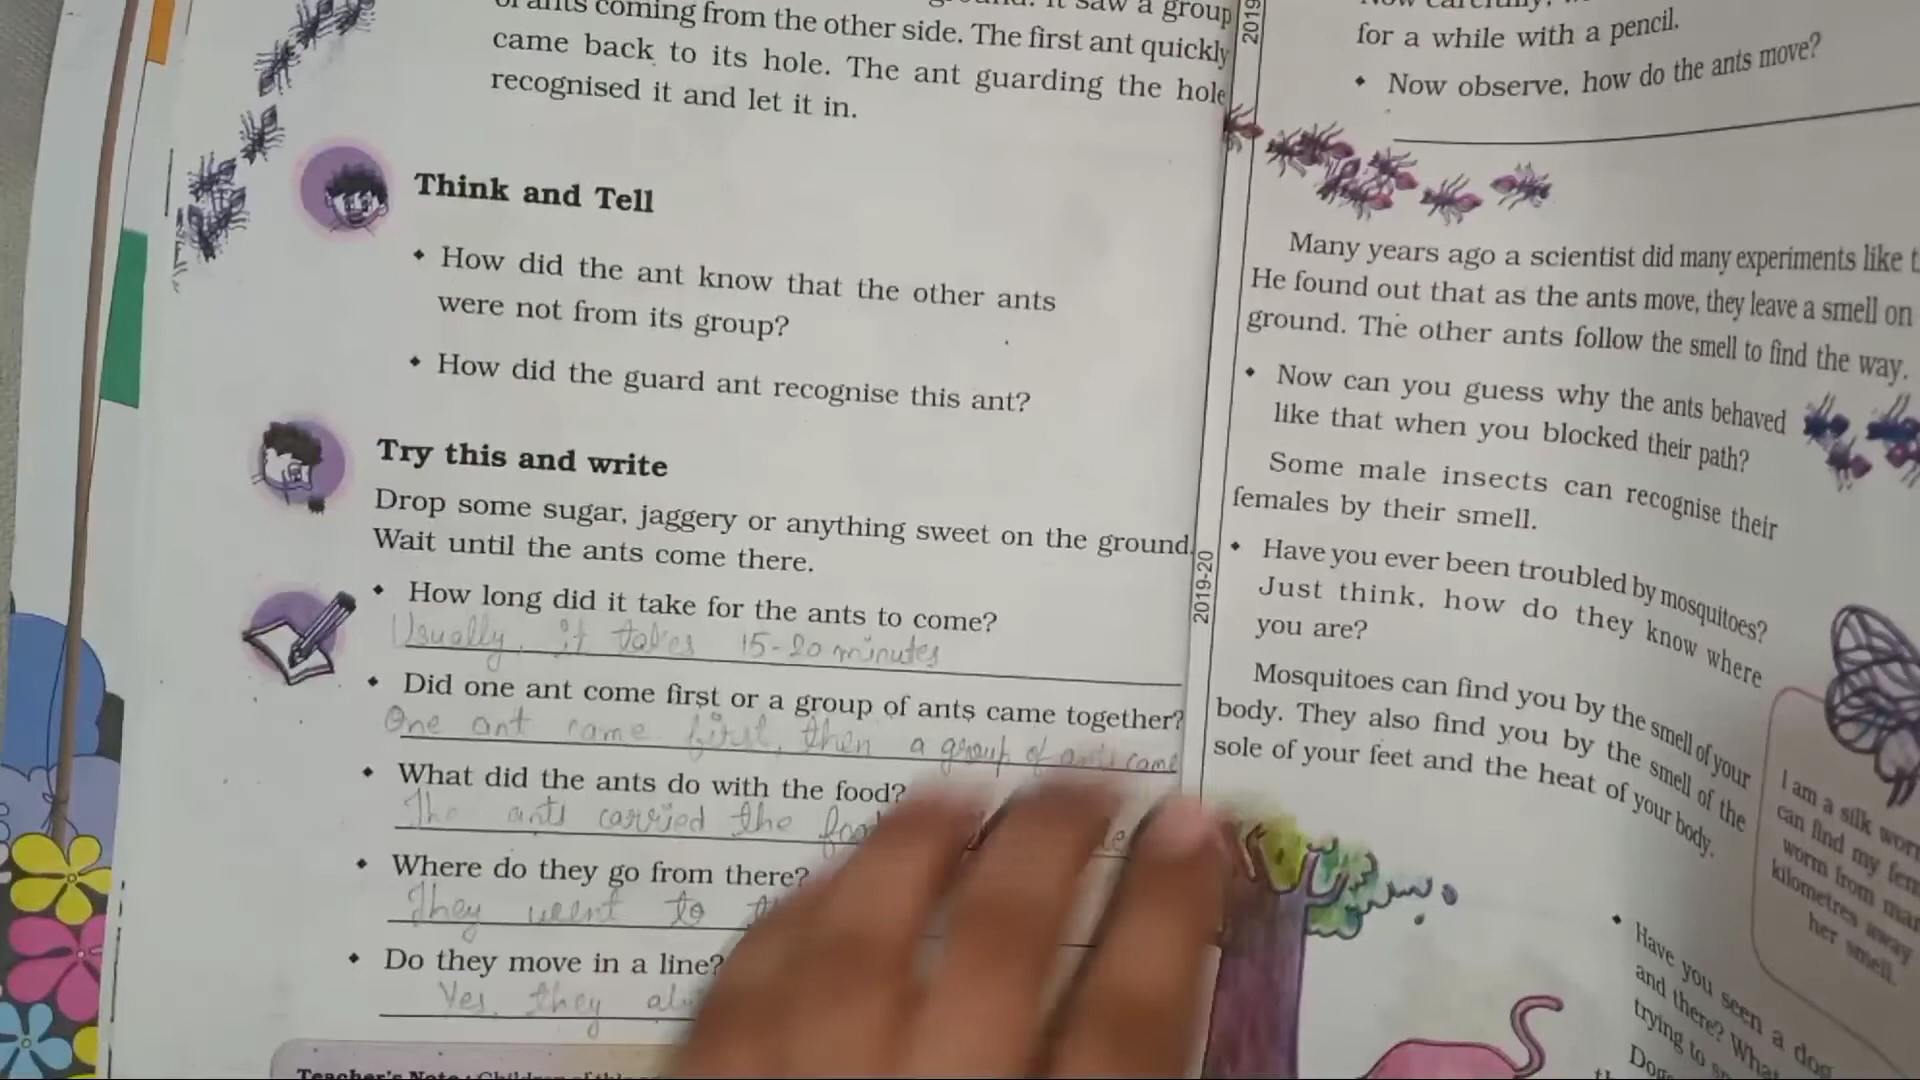 saw a group
of ants coming from the other side. The first ant quickly
came back to its hole. The ant guarding the hole
recognised it and let it in.
Think and Tell
• How did the ant know that the other ants
were not from its group?
• How did the guard ant recognise this ant?
Try this and write
Drop some sugar, jaggery or anything sweet on the ground.
Wait until the ants come there.
• How long did it take for the ants to come?
Usually, it takes 15-20 minutes
• Did one ant come first or a group of ants came together?
One ant came first, then a group of ants came
• What did the ants do with the food?
The ants carried the
• Where do they go from there?
They went to
• Do they move in a line?
Yes, they
Teacher's Note :
2019
2019-20
for a while with a pencil.
• Now observe, how do the ants move?
Many years ago a scientist did many experiments like
He found out that as the ants move, they leave a smell on
ground. The other ants follow the smell to find the way.
• Now can you guess why the ants behaved
like that when you blocked their path?
Some male insects can recognise their
females by their smell.
• Have you ever been troubled by mosquitoes?
Just think, how do they know where
you are?
Mosquitoes can find you by the smell of your
body. They also find you by the smell of the
sole of your feet and the heat of your body.
I am a silk
can find my
worm from
kilometres away
her smell.
• Have you seen a dog
and there?
trying to